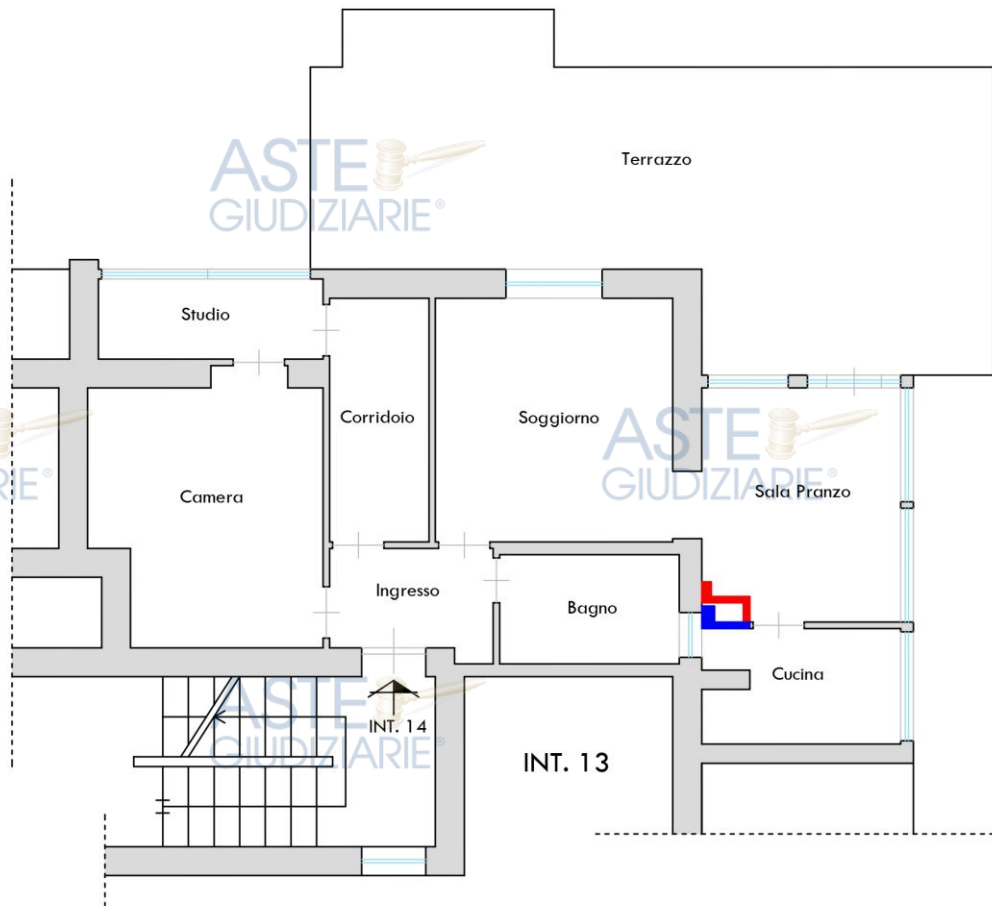 Terrazzo
ASTE
GIUDIZIARIE®
Studio
Corridoio
Soggiorno
ASTE
GIUDIZIARIE®
RIE®
Camera
Sala Pranzo
Ingresso
Bagno
Cucina
ASTE
GIUDIZIARIE®
INT. 14
INT. 13